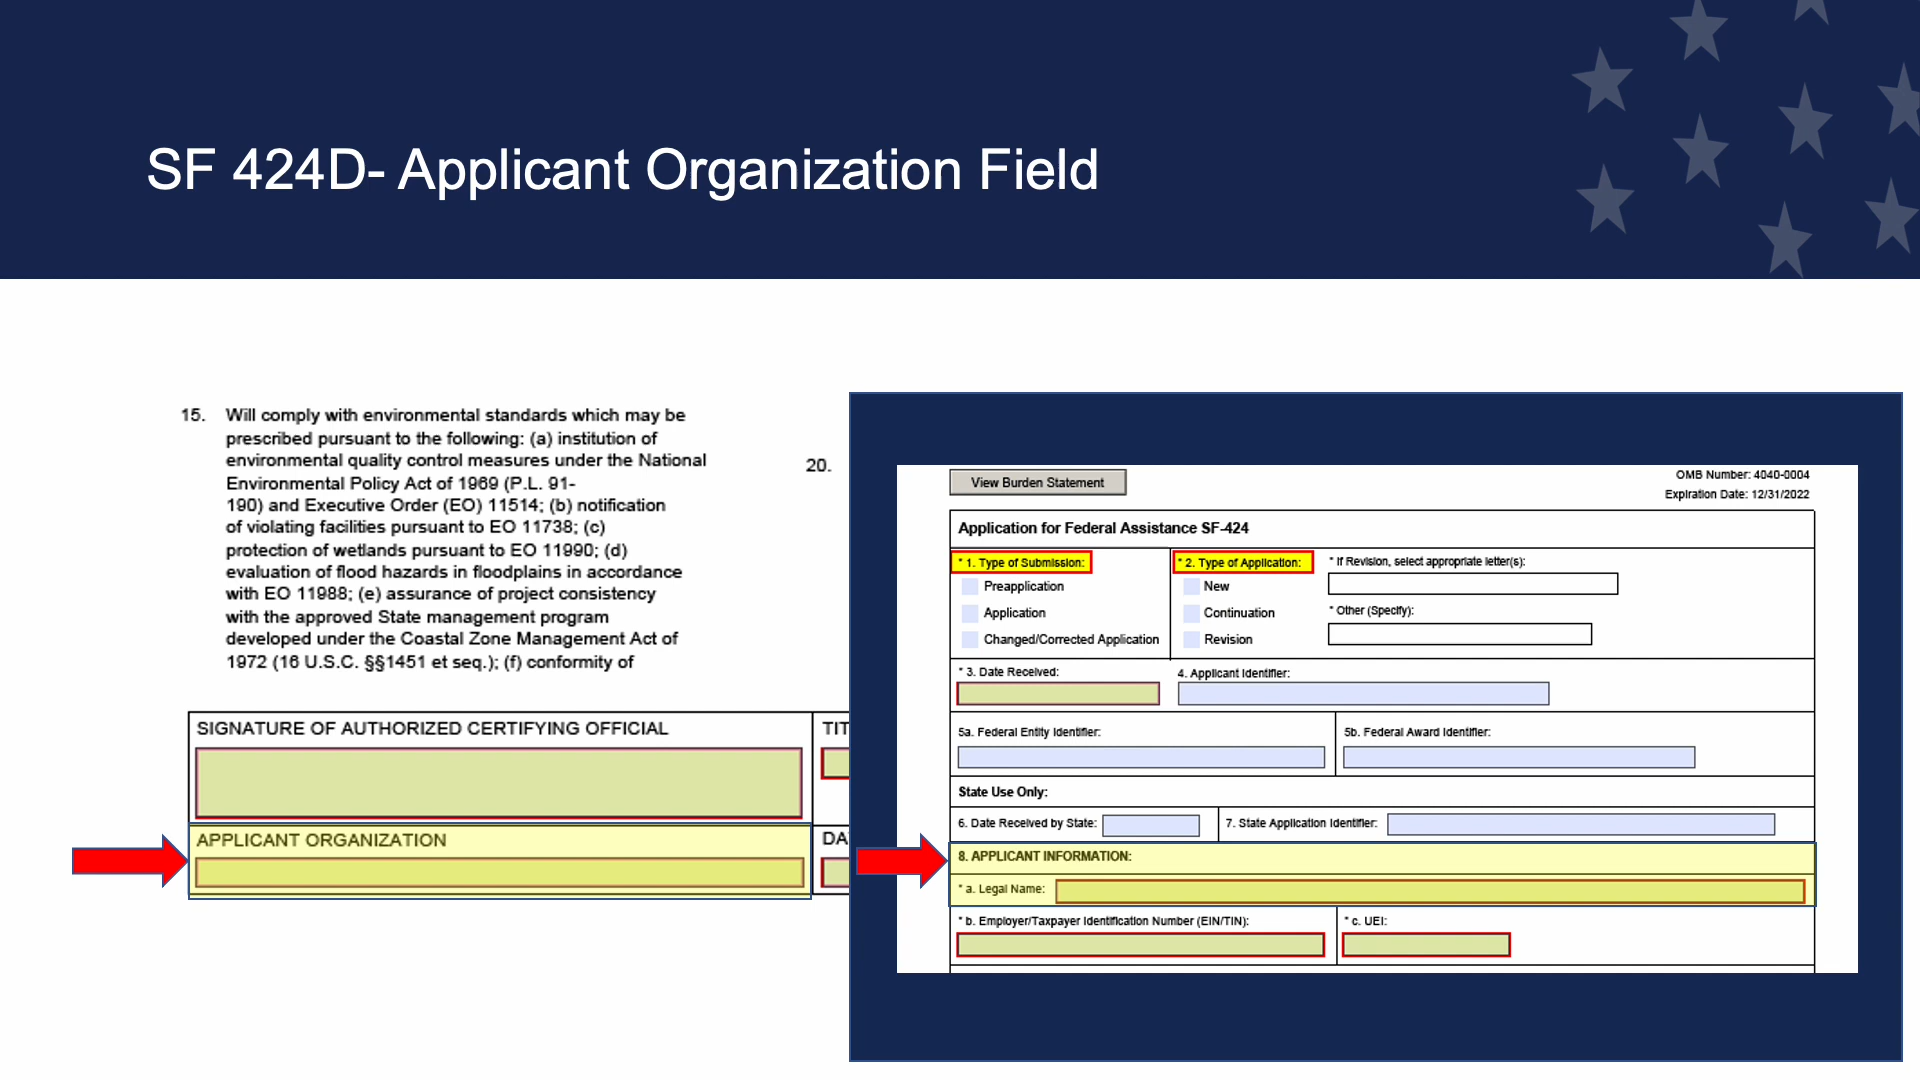 SF 424D- Applicant Organization Field
15. Will comply with environmental standards which may be
prescribed pursuant to the following: (a) institution of
environmental quality control measures under the National
Environmental Policy Act of 1969 (P.L. 91-
190) and Executive Order (EO) 11514; (b) notification
of violating facilities pursuant to EO 11738; (c)
protection of wetlands pursuant to EO 11990; (d)
evaluation of flood hazards in floodplains in accordance
with EO 11988; (e) assurance of project consistency
with the approved State management program
developed under the Coastal Zone Management Act of
1972 (16 U.S.C. §§1451 et seq.); (f) conformity of
20.
SIGNATURE OF AUTHORIZED CERTIFYING OFFICIAL
TIT
APPLICANT ORGANIZATION
DA
View Burden Statement
OMB Number: 4040-0004
Expiration Date: 12/31/2022
Application for Federal Assistance SF-424
* 1. Type of Submission:
Preapplication
Application
Changed/Corrected Application
* 2. Type of Application:
New
Continuation
Revision
* If Revision, select appropriate letter(s):
* Other (Specify):
* 3. Date Received:
4. Applicant Identifier:
5a. Federal Entity Identifier:
5b. Federal Award Identifier:
State Use Only:
6. Date Received by State:
7. State Application Identifier:
8. APPLICANT INFORMATION:
* a. Legal Name:
* b. Employer/Taxpayer Identification Number (EIN/TIN):
* c. UEI: